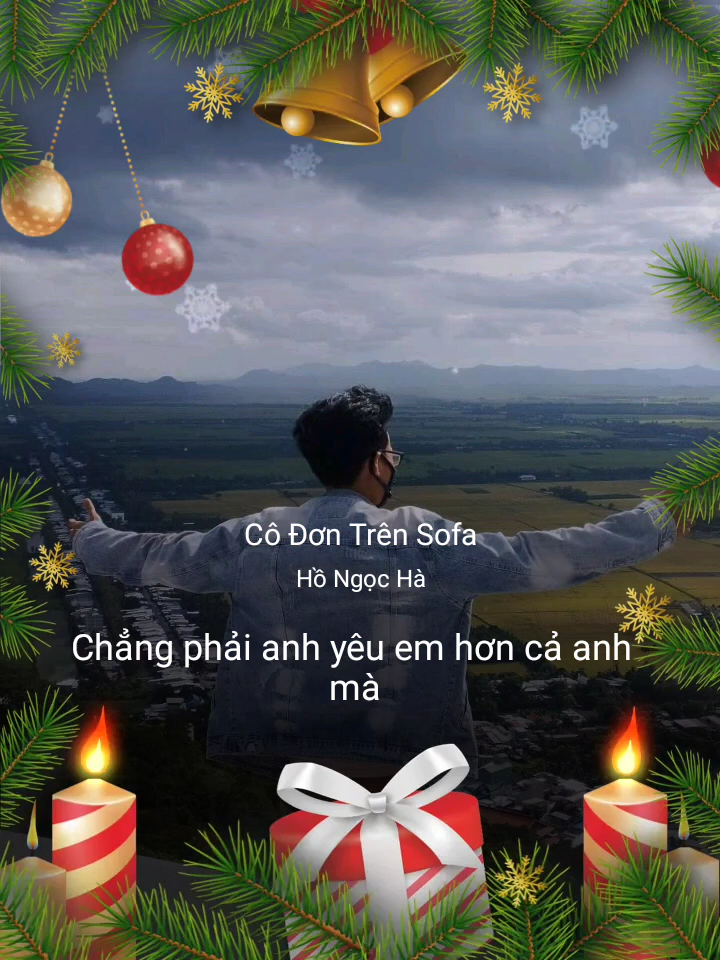 Cô Đơn Trên Sofa
Hồ Ngọc Hà
Chẳng phải anh yêu em hơn cả anh
mà